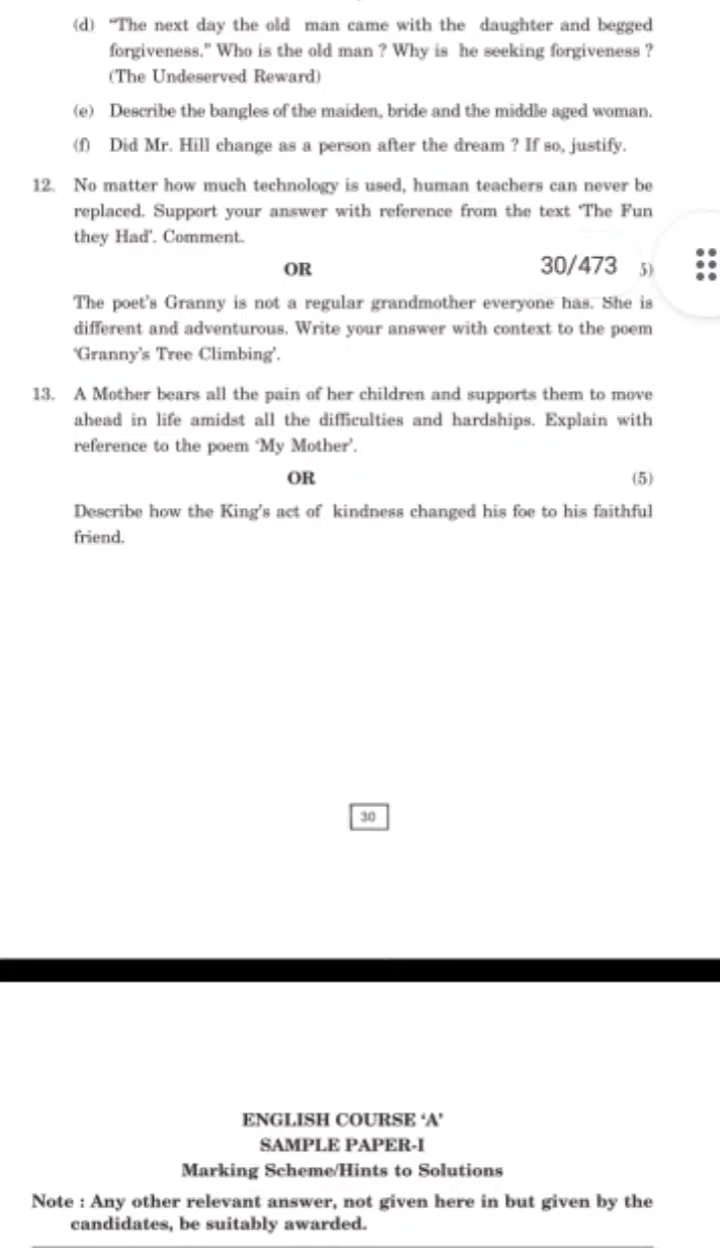 (d) "The next day the old man came with the daughter and begged
forgiveness." Who is the old man ? Why is he seeking forgiveness ?
(The Undeserved Reward)
(e) Describe the bangles of the maiden, bride and the middle aged woman.
(f) Did Mr. Hill change as a person after the dream ? If so, justify.
12. No matter how much technology is used, human teachers can never be
replaced. Support your answer with reference from the text 'The Fun
they Had'. Comment.
OR 30/473 5)
The poet's Granny is not a regular grandmother everyone has. She is
different and adventurous. Write your answer with context to the poem
'Granny's Tree Climbing'.
13. A Mother bears all the pain of her children and supports them to move
ahead in life amidst all the difficulties and hardships. Explain with
reference to the poem 'My Mother'.
OR (5)
Describe how the King's act of kindness changed his foe to his faithful
friend.
30
ENGLISH COURSE 'A'
SAMPLE PAPER-I
Marking Scheme/Hints to Solutions
Note : Any other relevant answer, not given here in but given by the
candidates, be suitably awarded.